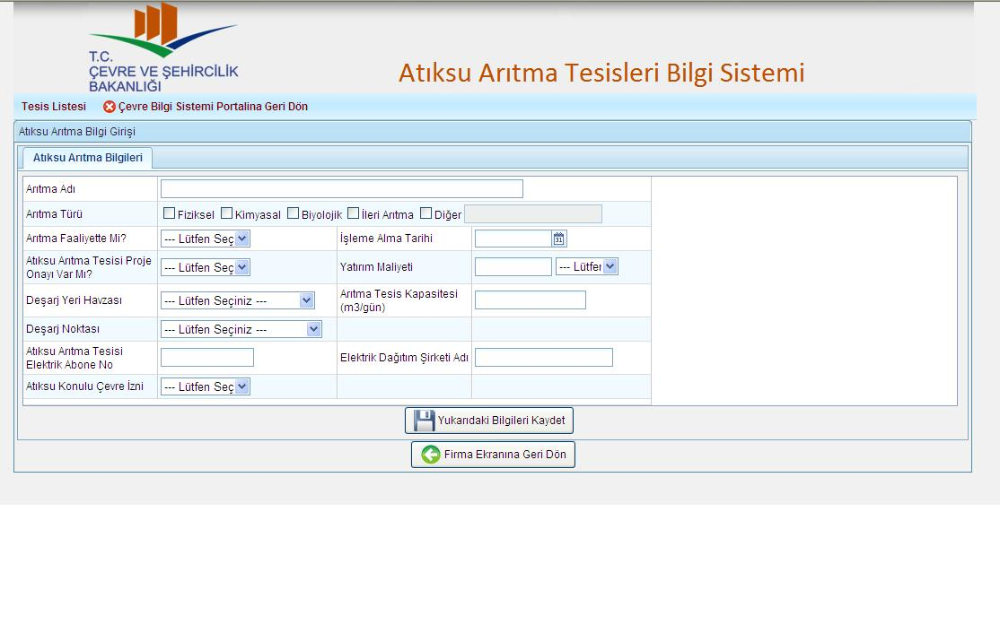 T.C.
ÇEVRE VE ŞEHİRCİLİK
BAKANLIĞI
Atıksu Arıtma Tesisleri Bilgi Sistemi
Tesis Listesi Çevre Bilgi Sistemi Portalina Geri Dön
Atıksu Arıtma Bilgi Girişi
Atıksu Arıtma Bilgileri
Arıtma Adı
Arıtma Türü Fiziksel Kimyasal Biyolojik İleri Arıtma Diğer
Arıtma Faaliyette Mi? --- Lütfen Seç İşleme Alma Tarihi 31
Atıksu Arıtma Tesisi Proje
Onayı Var Mı? --- Lütfen Seç Yatırım Maliyeti --- Lütfer
Deşarj Yeri Havzası --- Lütfen Seçiniz --- Arıtma Tesis Kapasitesi
(m3/gün)
Deşarj Noktası --- Lütfen Seçiniz ---
Atıksu Arıtma Tesisi
Elektrik Abone No Elektrik Dağıtım Şirketi Adı
Atıksu Konulu Çevre İzni --- Lütfen Seç
Yukarıdaki Bilgileri Kaydet
Firma Ekranına Geri Dön